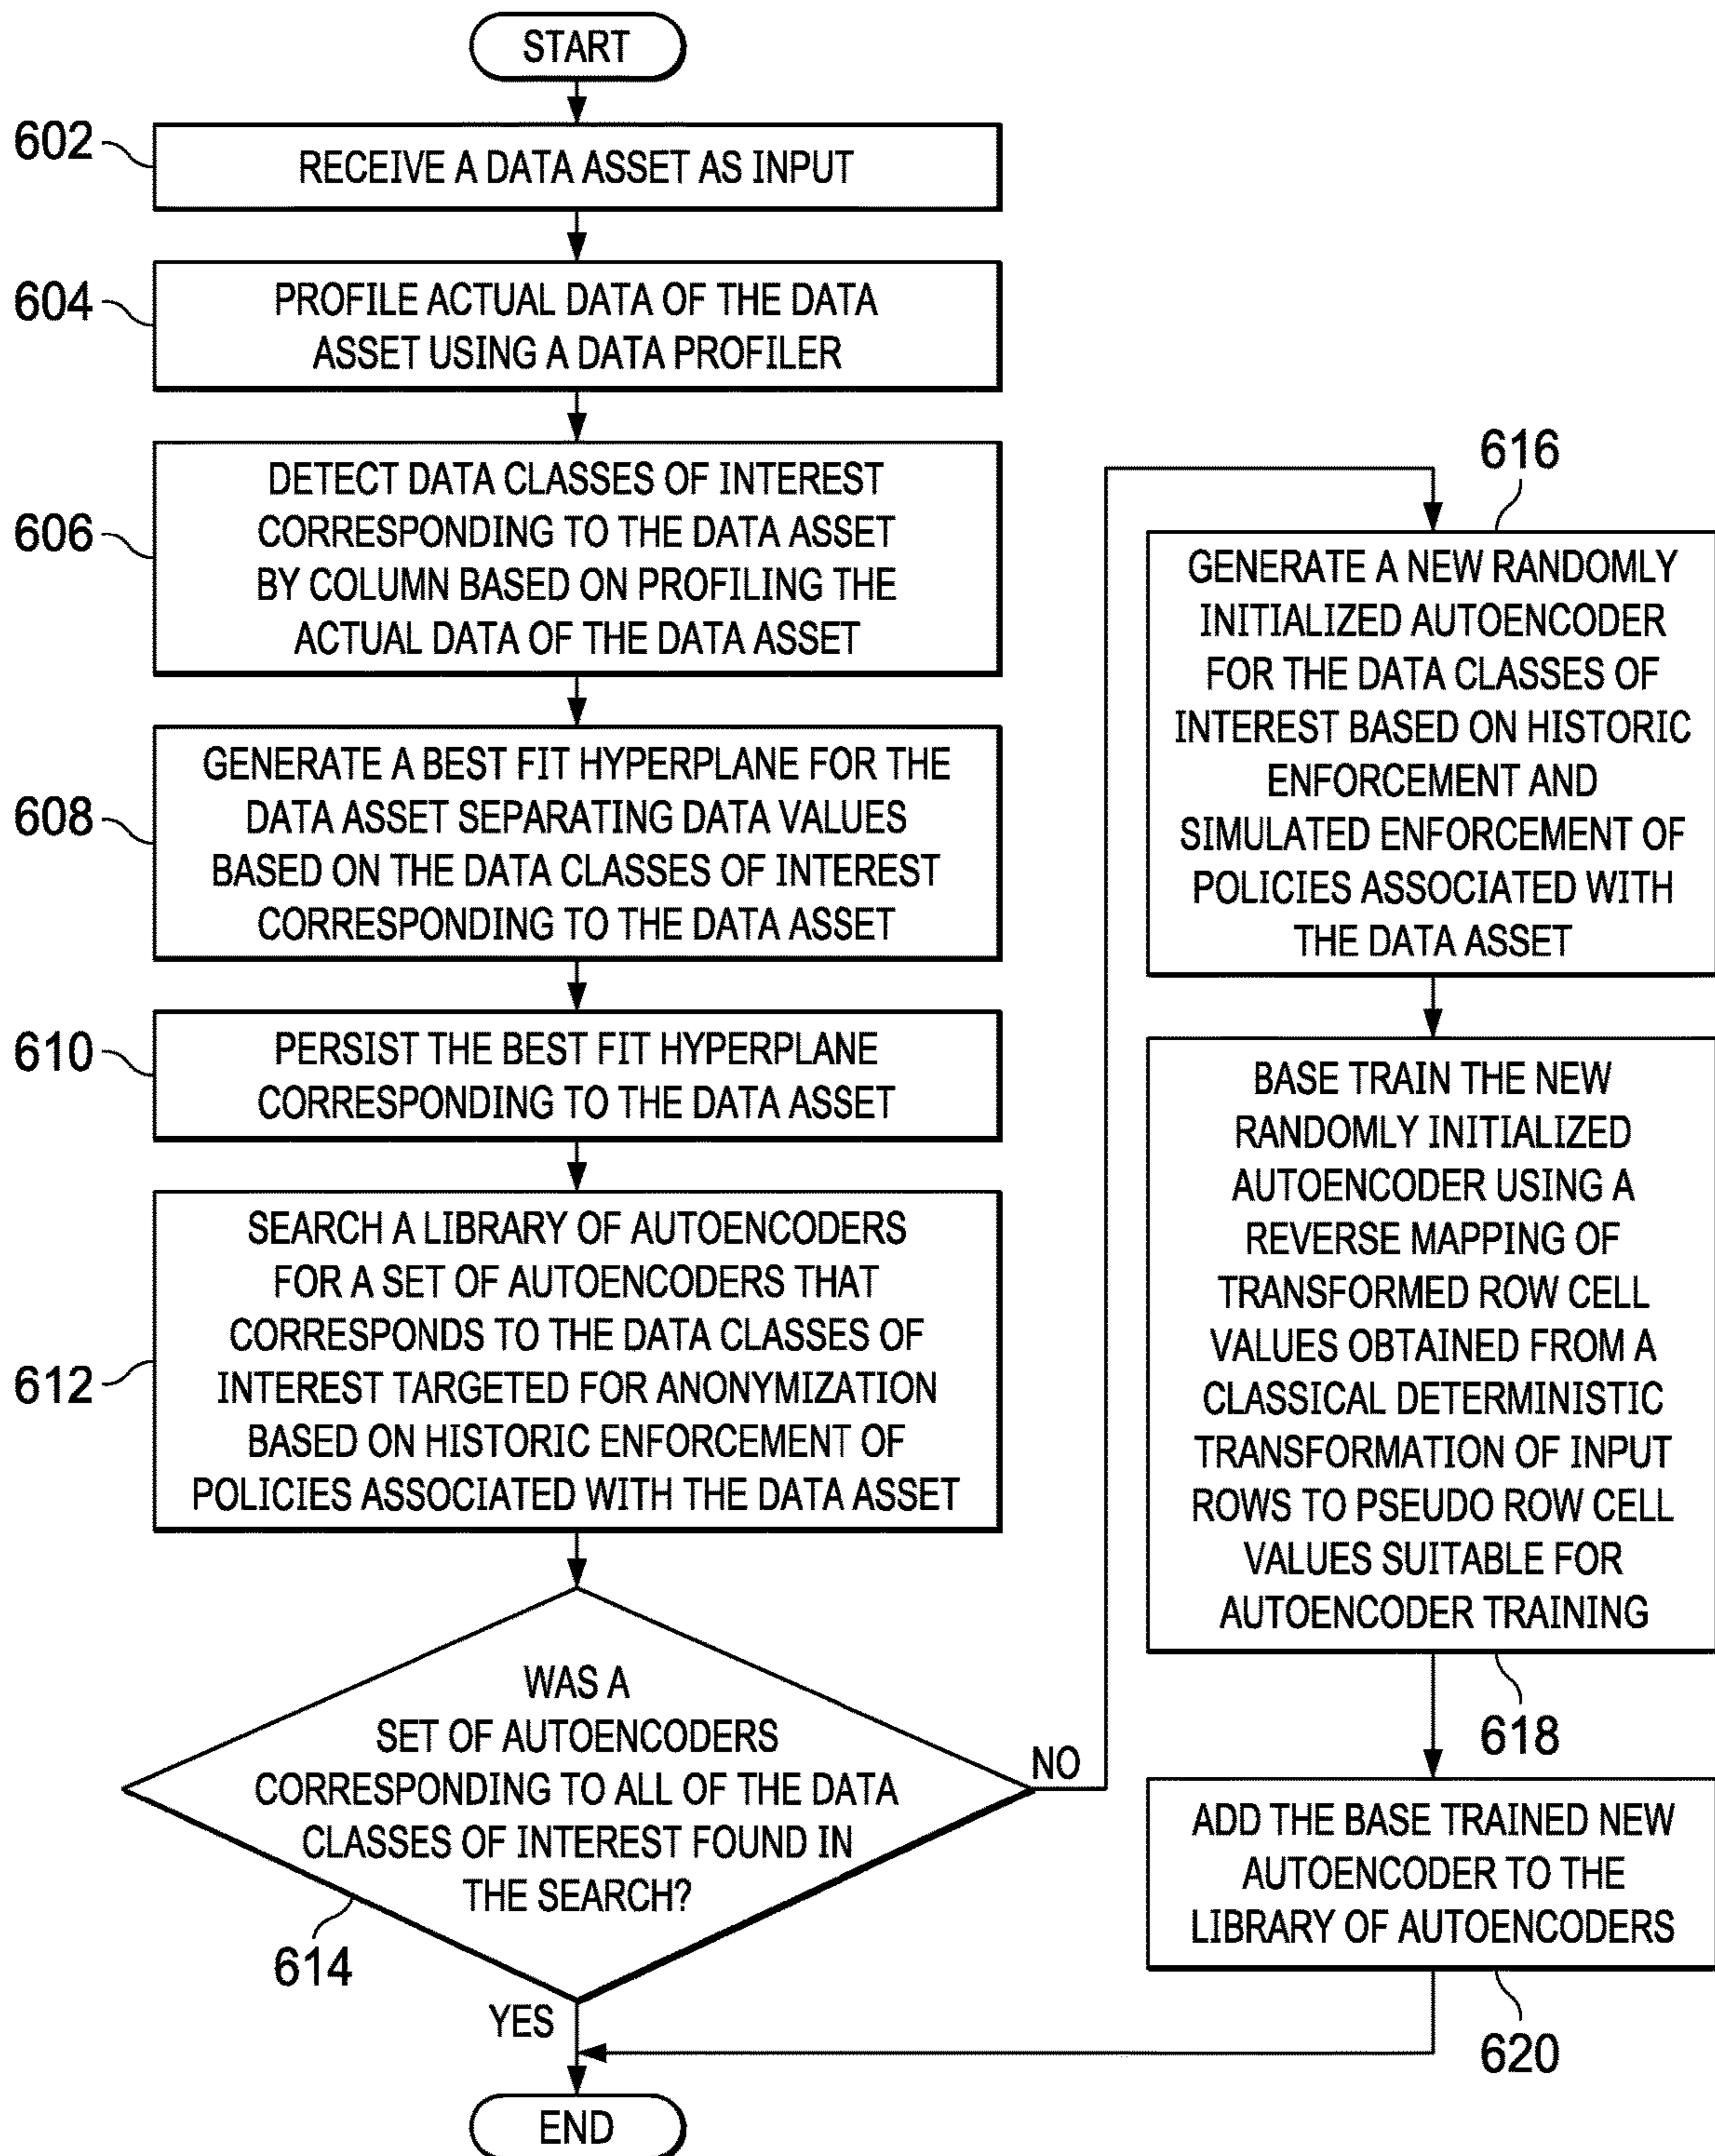 START
602
RECEIVE A DATA ASSET AS INPUT
604
PROFILE ACTUAL DATA OF THE DATA
ASSET USING A DATA PROFILER
606
DETECT DATA CLASSES OF INTEREST
CORRESPONDING TO THE DATA ASSET
BY COLUMN BASED ON PROFILING THE
ACTUAL DATA OF THE DATA ASSET
608
GENERATE A BEST FIT HYPERPLANE FOR THE
DATA ASSET SEPARATING DATA VALUES
BASED ON THE DATA CLASSES OF INTEREST
CORRESPONDING TO THE DATA ASSET
610
PERSIST THE BEST FIT HYPERPLANE
CORRESPONDING TO THE DATA ASSET
612
SEARCH A LIBRARY OF AUTOENCODERS
FOR A SET OF AUTOENCODERS THAT
CORRESPONDS TO THE DATA CLASSES OF
INTEREST TARGETED FOR ANONYMIZATION
BASED ON HISTORIC ENFORCEMENT OF
POLICIES ASSOCIATED WITH THE DATA ASSET
WAS A
SET OF AUTOENCODERS
CORRESPONDING TO ALL OF THE DATA
CLASSES OF INTEREST FOUND IN
THE SEARCH?
614
NO
YES
616
GENERATE A NEW RANDOMLY
INITIALIZED AUTOENCODER
FOR THE DATA CLASSES OF
INTEREST BASED ON HISTORIC
ENFORCEMENT AND
SIMULATED ENFORCEMENT OF
POLICIES ASSOCIATED WITH
THE DATA ASSET
BASE TRAIN THE NEW
RANDOMLY INITIALIZED
AUTOENCODER USING A
REVERSE MAPPING OF
TRANSFORMED ROW CELL
VALUES OBTAINED FROM A
CLASSICAL DETERMINISTIC
TRANSFORMATION OF INPUT
ROWS TO PSEUDO ROW CELL
VALUES SUITABLE FOR
AUTOENCODER TRAINING
618
ADD THE BASE TRAINED NEW
AUTOENCODER TO THE
LIBRARY OF AUTOENCODERS
620
END